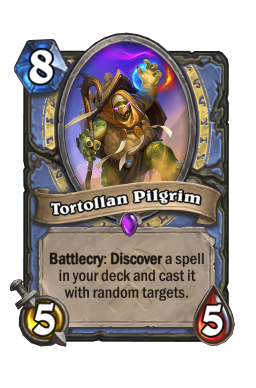 8
Tortollan Pilgrim
Battlecry: Discover a spell
in your deck and cast it
with random targets.
5
5